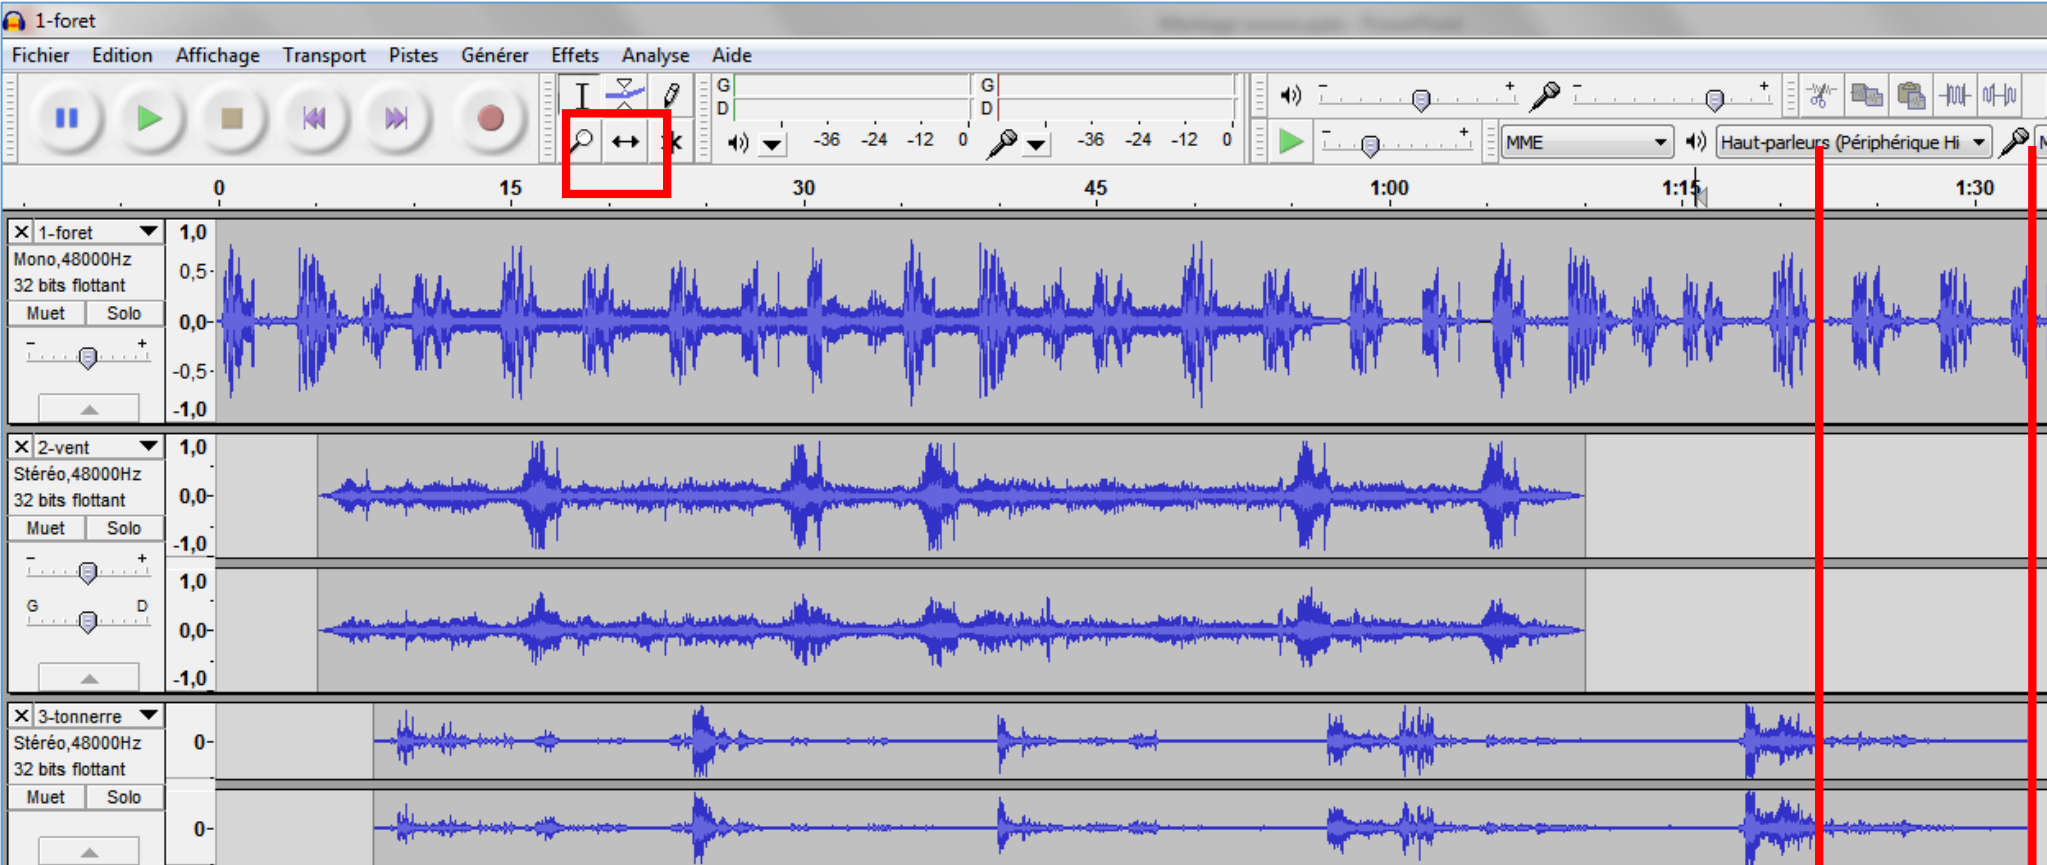 1-foret
Fichier Edition Affichage Transport Pistes Générer Effets Analyse Aide
G G
D D
-36 -24 -12 0 -36 -24 -12 0
MME Haut-parleurs (Périphérique Hi
0 15 30 45 1:00 1:15 1:30
1-foret
Mono,48000Hz
32 bits flottant
Muet Solo
- +
1,0
0,5-
0,0-
-0,5-
-1,0
2-vent
Stéréo,48000Hz
32 bits flottant
Muet Solo
- +
G D
1,0
0,0-
-1,0
1,0
0,0-
-1,0
3-tonnerre
Stéréo,48000Hz
32 bits flottant
Muet Solo
0-
0-